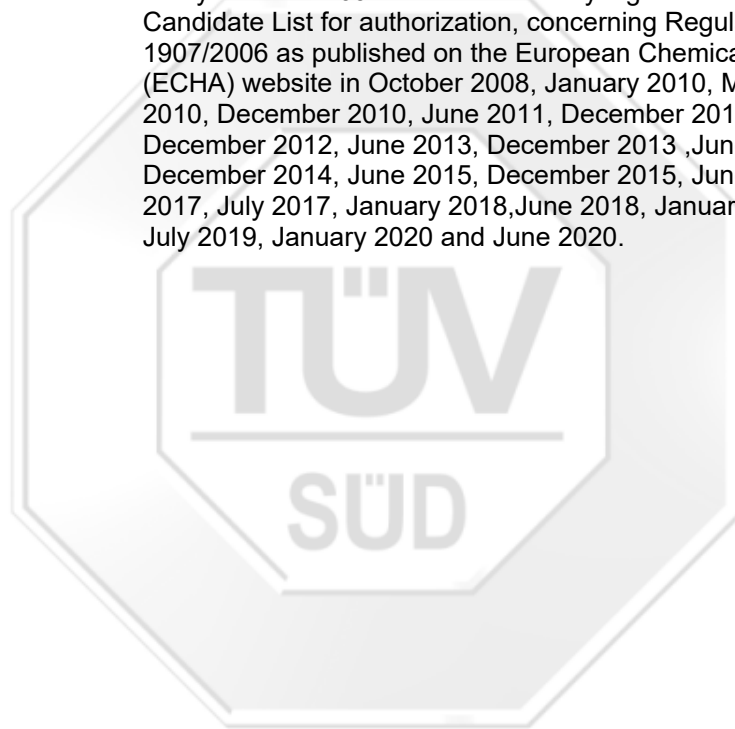 Candidate List for authorization, concerning Regul
1907/2006 as published on the European Chemica
(ECHA) website in October 2008, January 2010, M
2010, December 2010, June 2011, December 201
December 2012, June 2013, December 2013 ,Jun
December 2014, June 2015, December 2015, Jun
2017, July 2017, January 2018,June 2018, Januar
July 2019, January 2020 and June 2020.
TÜV
SÜD